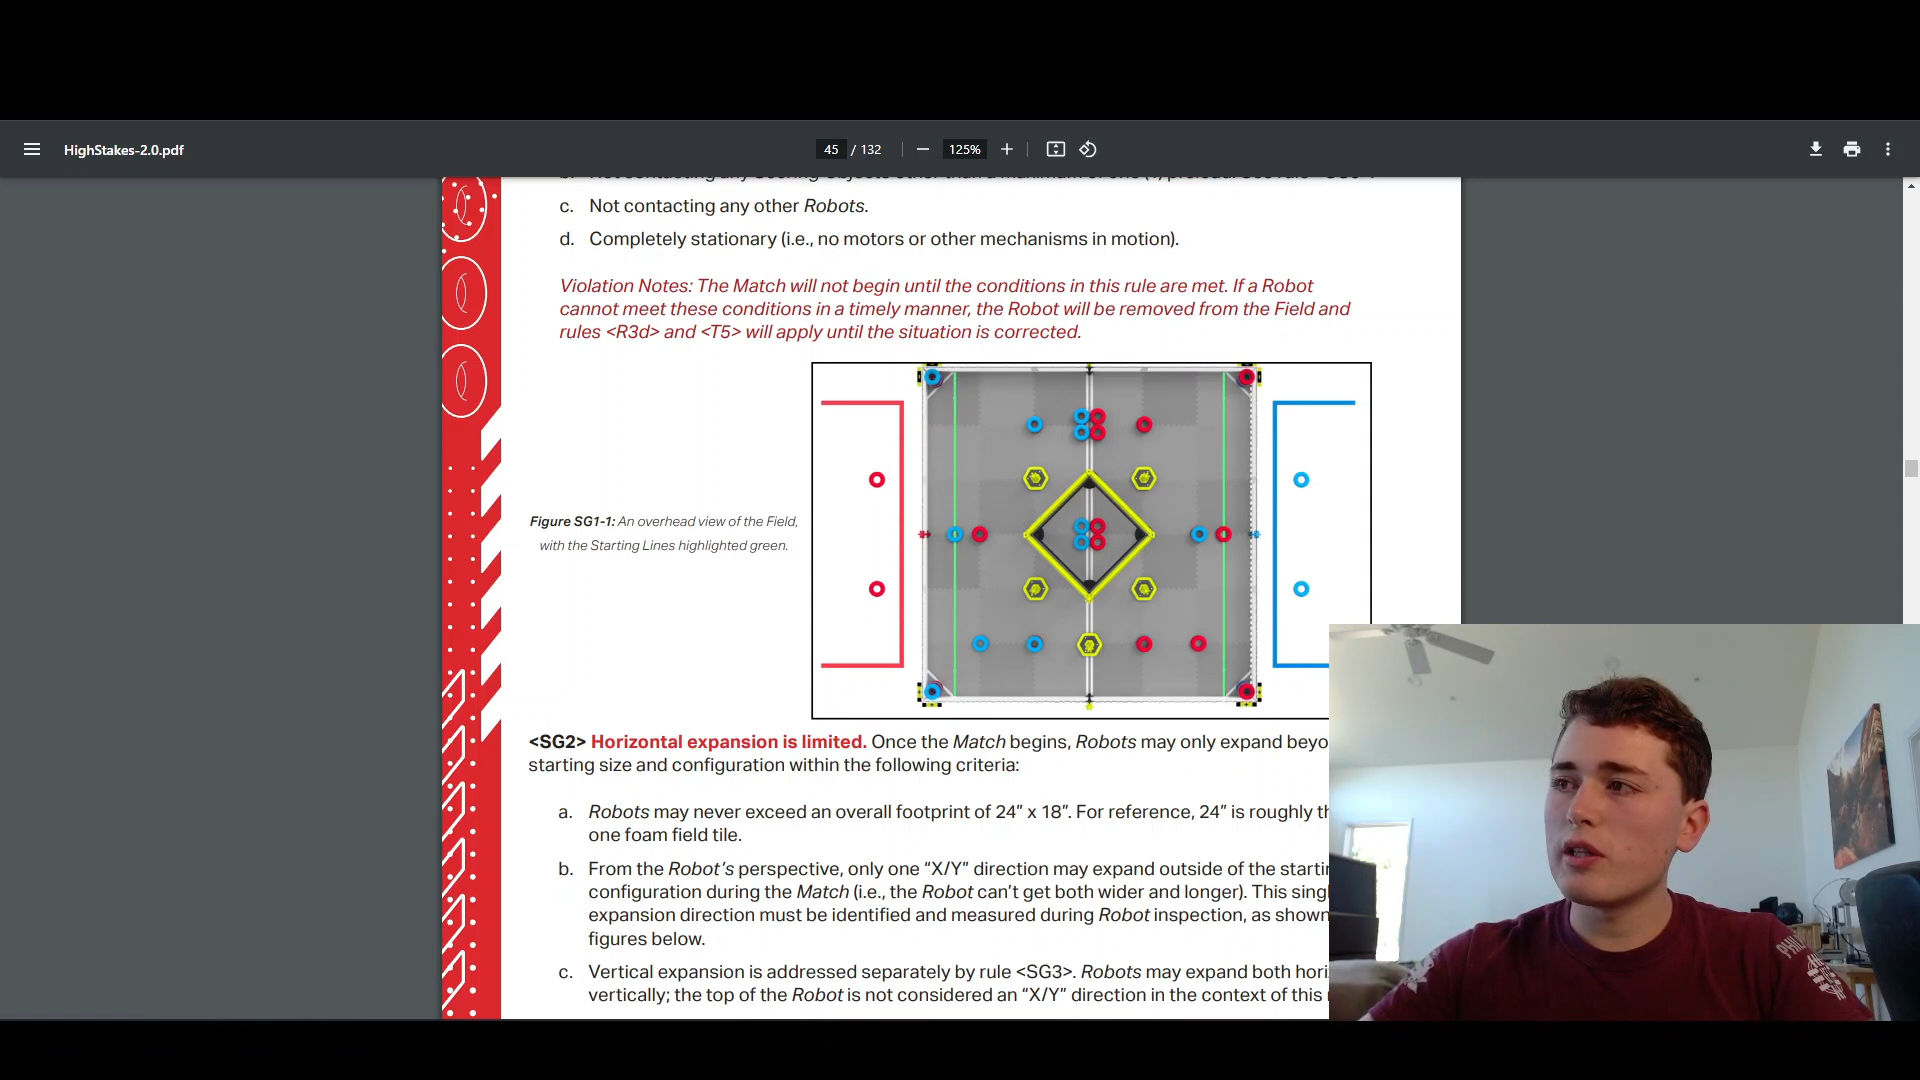 HighStakes-2.0.pdf
45 / 132
125%
c. Not contacting any other Robots.
d. Completely stationary (i.e., no motors or other mechanisms in motion).
Violation Notes: The Match will not begin until the conditions in this rule are met. If a Robot
cannot meet these conditions in a timely manner, the Robot will be removed from the Field and
rules <R3d> and <T5> will apply until the situation is corrected.
Figure SG1-1: An overhead view of the Field,
with the Starting Lines highlighted green.
<SG2> Horizontal expansion is limited. Once the Match begins, Robots may only expand beyo
starting size and configuration within the following criteria:
a. Robots may never exceed an overall footprint of 24” x 18”. For reference, 24” is roughly th
one foam field tile.
b. From the Robot’s perspective, only one “X/Y” direction may expand outside of the startin
configuration during the Match (i.e., the Robot can’t get both wider and longer). This singl
expansion direction must be identified and measured during Robot inspection, as shown
figures below.
c. Vertical expansion is addressed separately by rule <SG3>. Robots may expand both hori
vertically; the top of the Robot is not considered an “X/Y” direction in the context of this